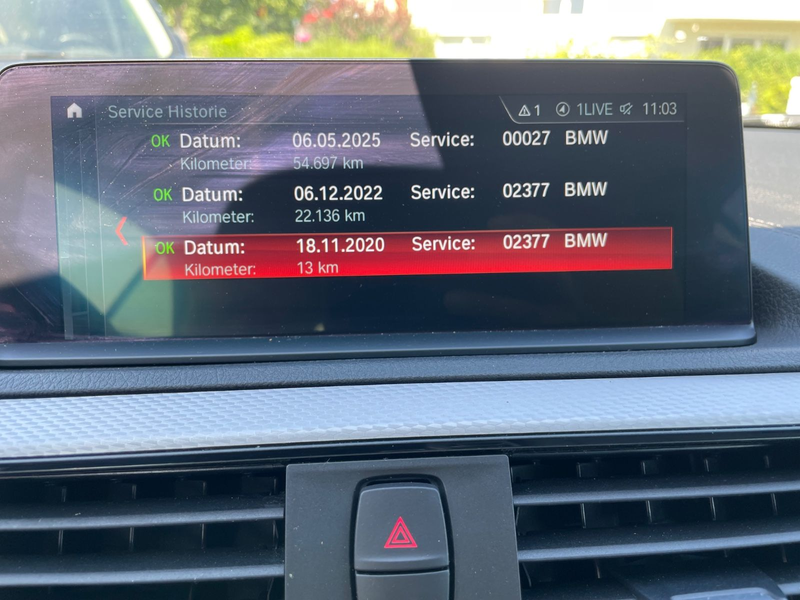 Service Historie 1 1LIVE 11:03
OK Datum: 06.05.2025 Service: 00027 BMW
Kilometer: 54.697 km
OK Datum: 06.12.2022 Service: 02377 BMW
Kilometer: 22.136 km
OK Datum: 18.11.2020 Service: 02377 BMW
Kilometer: 13 km